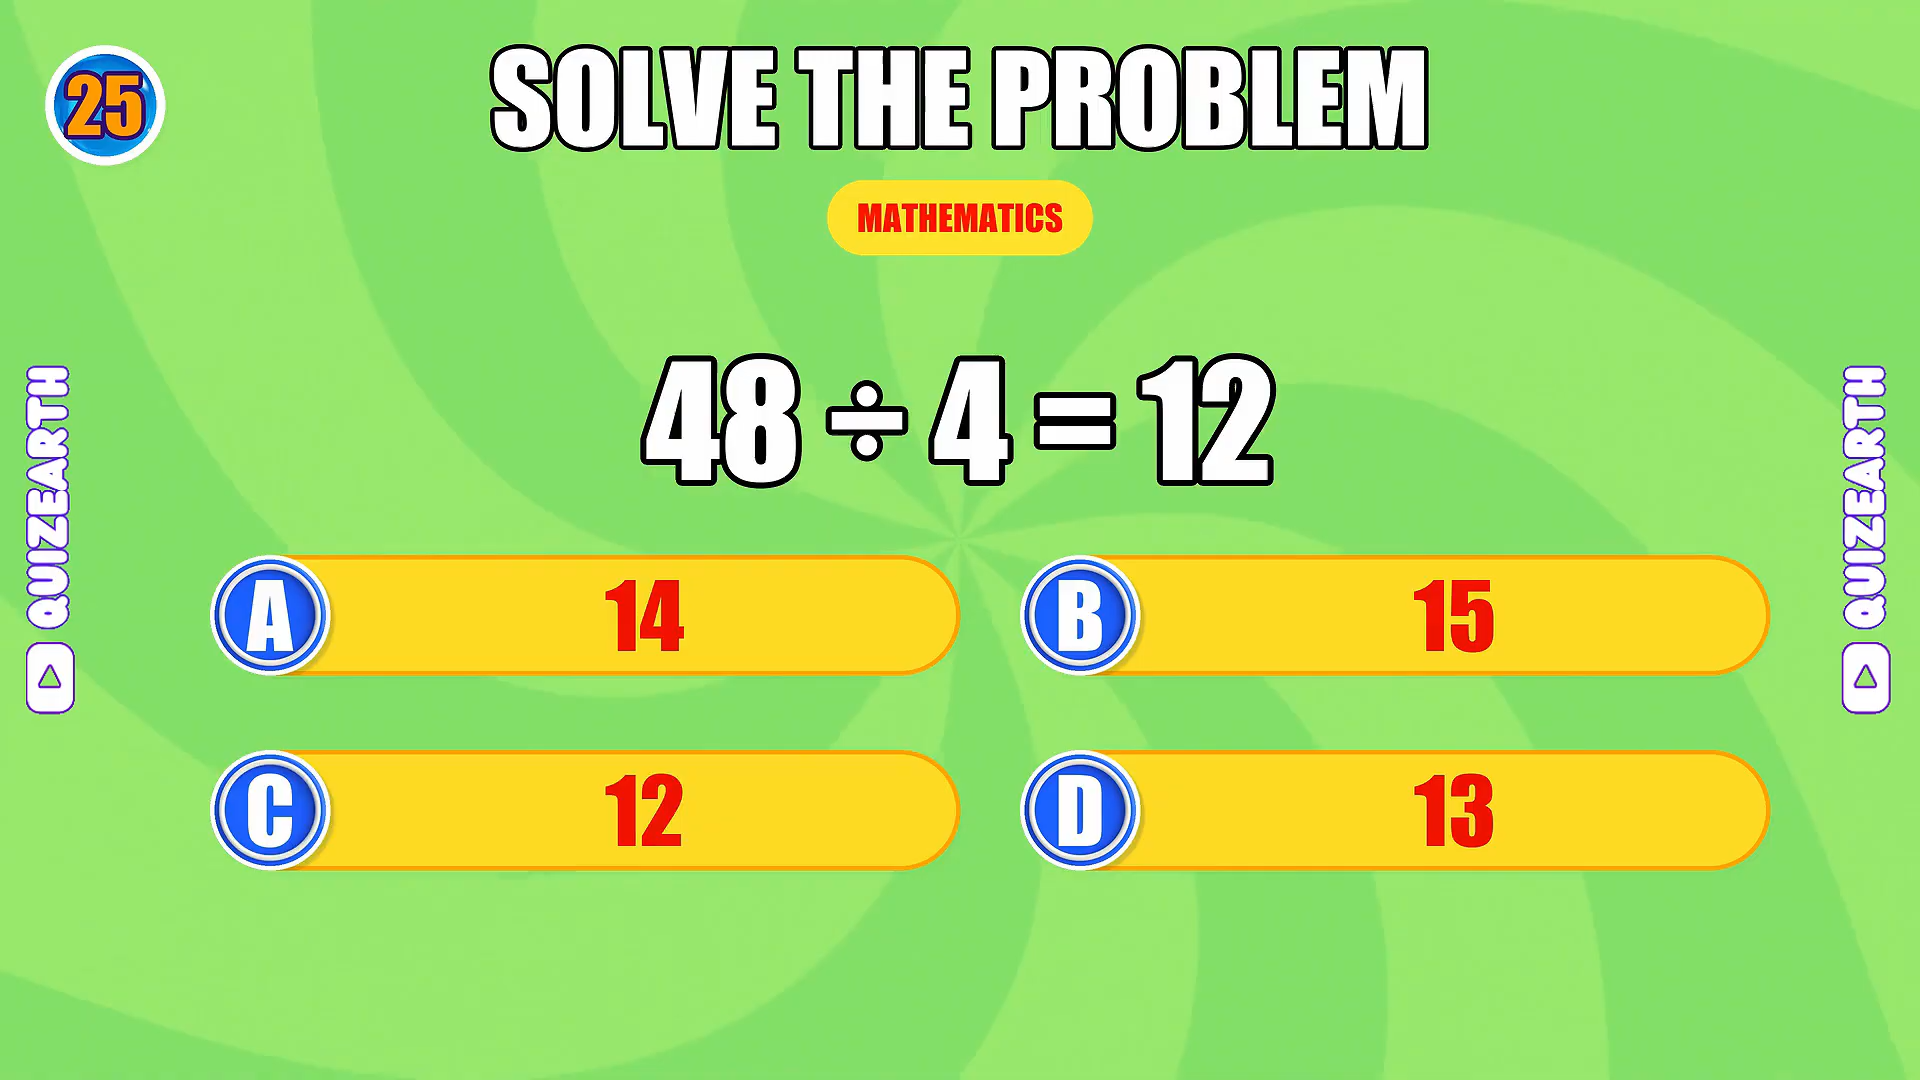 25
SOLVE THE PROBLEM
MATHEMATICS
48 ÷ 4 = 12
A 14
B 15
C 12
D 13
QUIZEARTH
QUIZEARTH